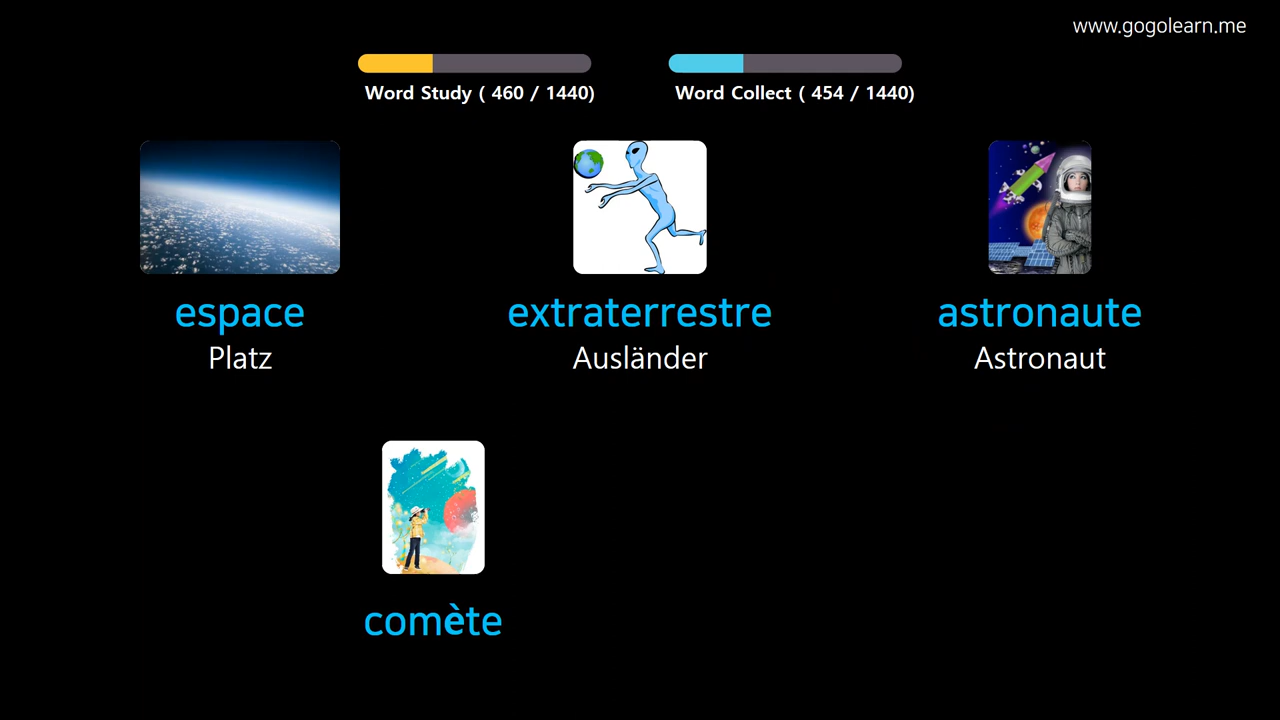 www.gogolearn.me
Word Study ( 460 / 1440)
Word Collect ( 454 / 1440)
espace
Platz
extraterrestre
Ausländer
astronaute
Astronaut
comète